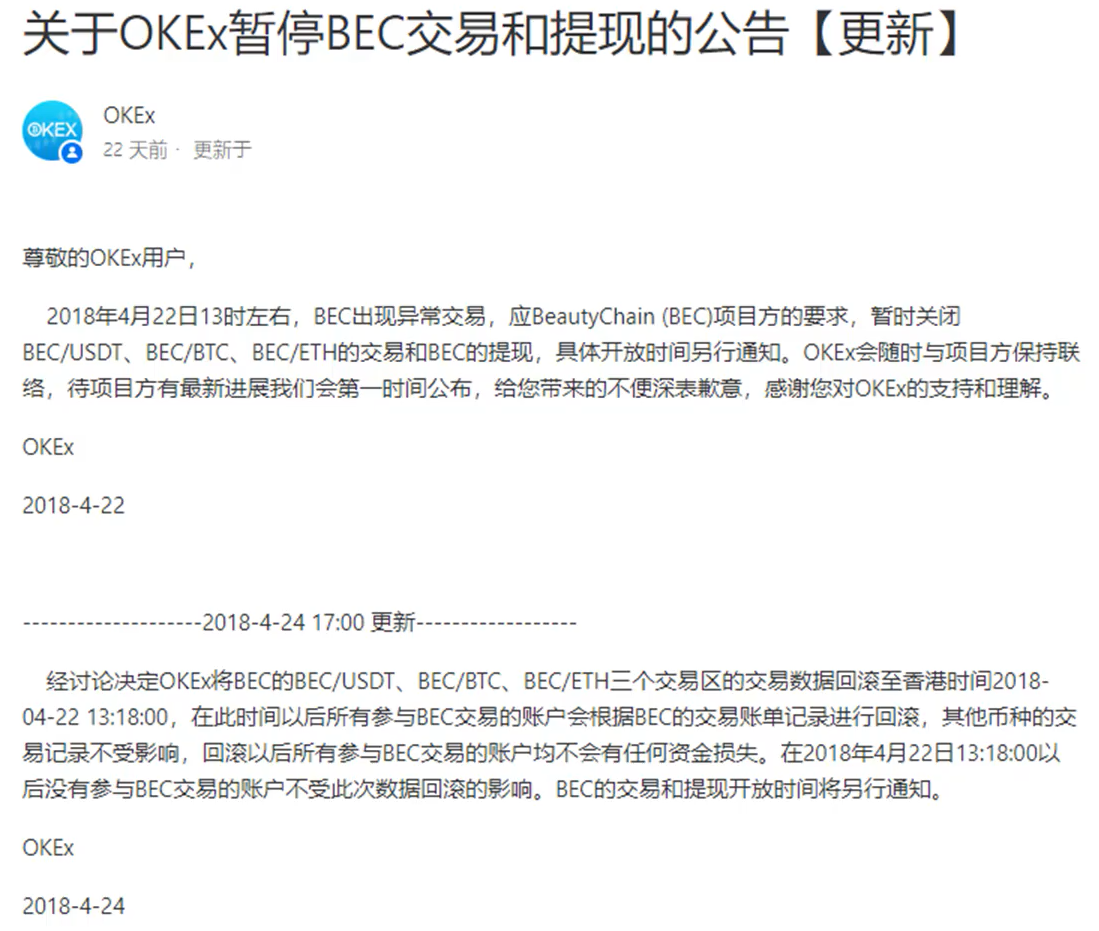 关于OKEx暂停BEC交易和提现的公告【更新】
OKEX
OKEx
22 天前 · 更新于
尊敬的OKEx用户，
2018年4月22日13时左右，BEC出现异常交易，应BeautyChain (BEC)项目方的要求，暂时关闭
BEC/USDT、BEC/BTC、BEC/ETH的交易和BEC的提现，具体开放时间另行通知。OKEx会随时与项目方保持联
络，待项目方有最新进展我们会第一时间公布，给您带来的不便深表歉意，感谢您对OKEx的支持和理解。
OKEx
2018-4-22
--------------------2018-4-24 17:00 更新------------------
经讨论决定OKEx将BEC的BEC/USDT、BEC/BTC、BEC/ETH三个交易区的交易数据回滚至香港时间2018-
04-22 13:18:00，在此时间以后所有参与BEC交易的账户会根据BEC的交易账单记录进行回滚，其他币种的交
易记录不受影响，回滚以后所有参与BEC交易的账户均不会有任何资金损失。在2018年4月22日13:18:00以
后没有参与BEC交易的账户不受此次数据回滚的影响。BEC的交易和提现开放时间将另行通知。
OKEx
2018-4-24